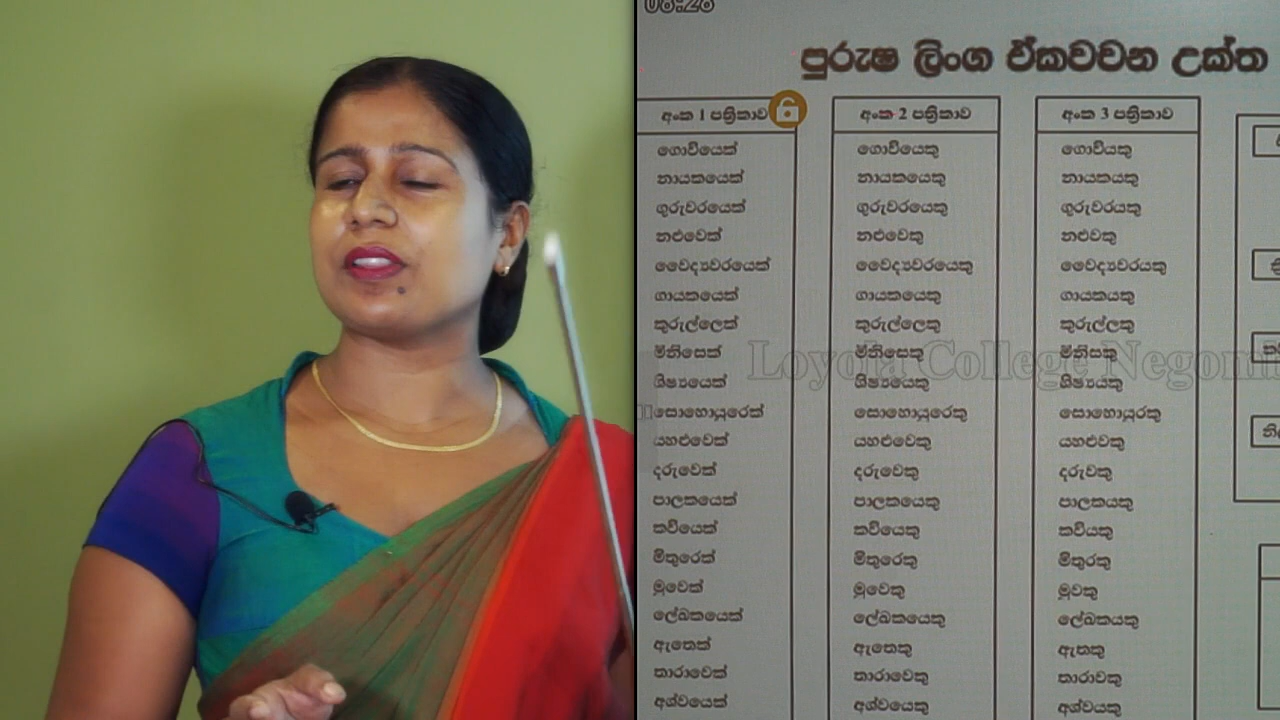 08:28
පුරුෂ ලිංග ඒකවචන උක්ත
අංක 1 පත්‍රිකාව
ගොවියෙක්
නායකයෙක්
ගුරුවරයෙක්
නළුවෙක්
වෛද්‍යවරයෙක්
ගායකයෙක්
කුරුල්ලෙක්
මිනිසෙක්
ශිෂ්‍යයෙක්
සොහොයුරෙක්
යහළුවෙක්
දරුවෙක්
පාලකයෙක්
කවියෙක්
මිතුරෙක්
මුවෙක්
ලේඛකයෙක්
ඇතෙක්
තාරාවෙක්
අශ්වයෙක්
අංක 2 පත්‍රිකාව
ගොවියෙකු
නායකයෙකු
ගුරුවරයෙකු
නළුවෙකු
වෛද්‍යවරයෙකු
ගායකයෙකු
කුරුල්ලෙකු
මිනිසෙකු
ශිෂ්‍යයෙකු
සොහොයුරෙකු
යහළුවෙකු
දරුවෙකු
පාලකයෙකු
කවියෙකු
මිතුරෙකු
මුවෙකු
ලේඛකයෙකු
ඇතෙකු
තාරාවෙකු
අශ්වයෙකු
අංක 3 පත්‍රිකාව
ගොවියකු
නායකයකු
ගුරුවරයකු
නළුවකු
වෛද්‍යවරයකු
ගායකයකු
කුරුල්ලකු
මිනිසකු
ශිෂ්‍යයකු
සොහොයුරකු
යහළුවකු
දරුවකු
පාලකයකු
කවියකු
මිතුරකු
මුවකු
ලේඛකයකු
ඇතකු
තාරාවකු
අශ්වයකු
Loyola College Negom